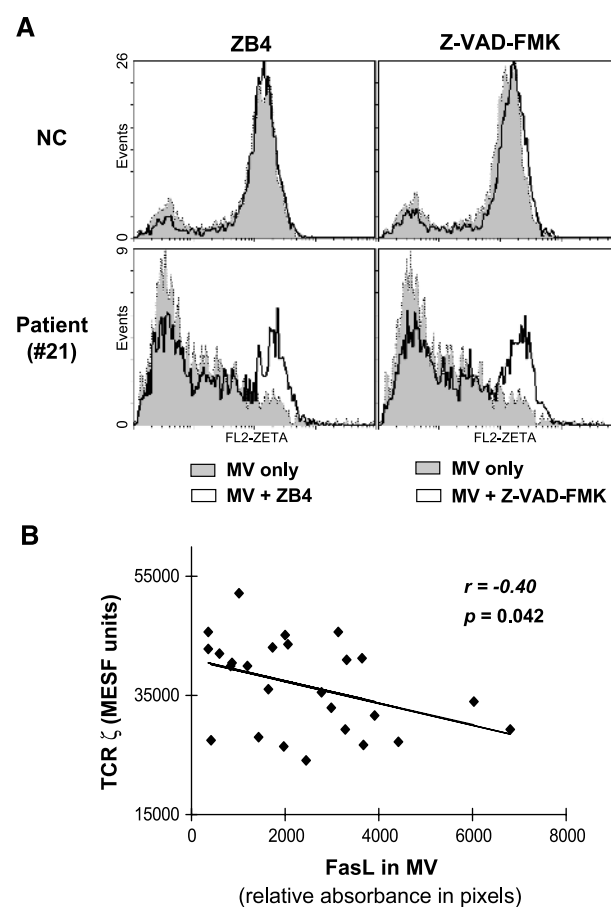 A
ZB4 Z-VAD-FMK
NC
26
Events
0
Patient
(#21)
9
Events
0
FL2-ZETA FL2-ZETA
MV only MV only
MV + ZB4 MV + Z-VAD-FMK
B
55000
35000
15000
TCR ζ (MESF units)
r = -0.40
p = 0.042
0 2000 4000 6000 8000
FasL in MV
(relative absorbance in pixels)